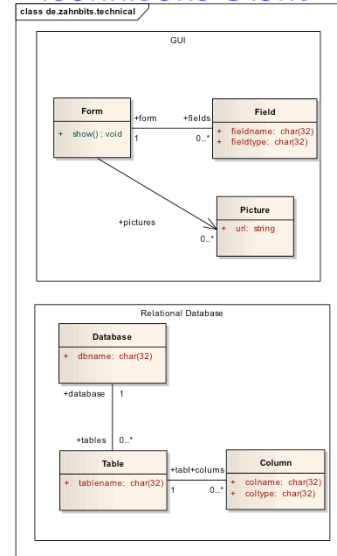 class de.zahnbits.technical
GUI
Form
+ show() : void
+form
1
+fields
0..*
Field
+ fieldname: char(32)
+ fieldtype: char(32)
+pictures
0..*
Picture
+ url: string
Relational Database
Database
+ dbname: char(32)
+database
1
+tables
0..*
Table
+ tablename: char(32)
+tabl+colums
1
0..*
Column
+ colname: char(32)
+ coltype: char(32)